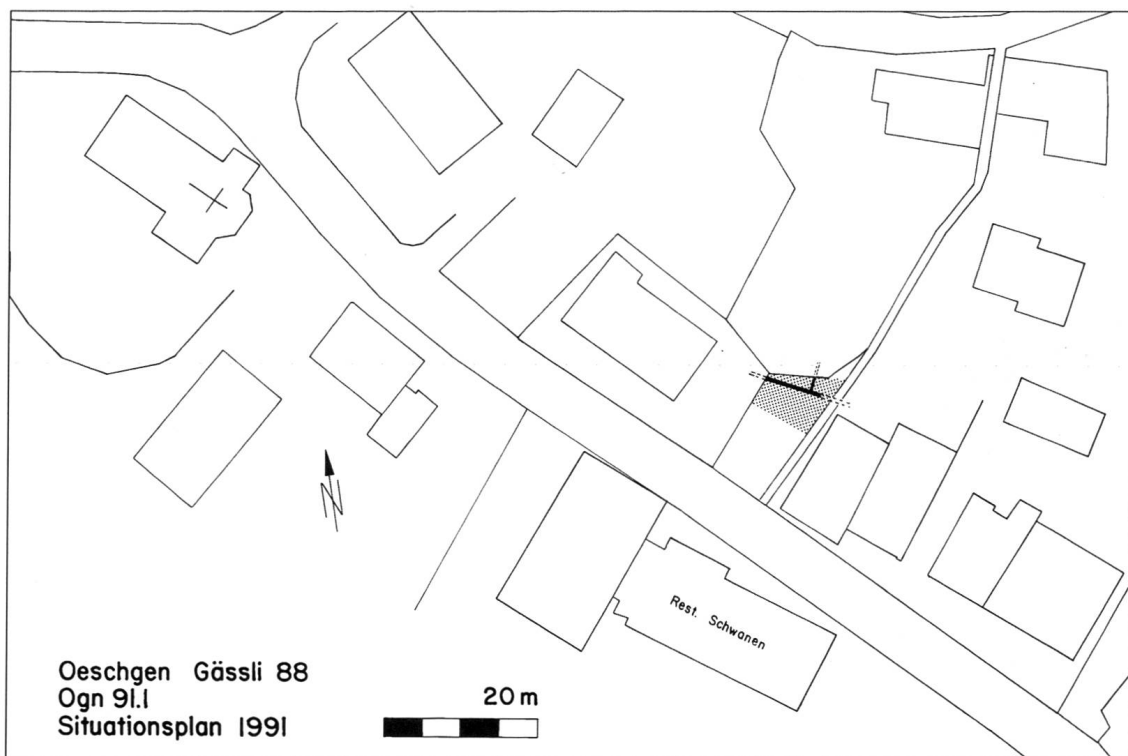 N
Rest. Schwanen
Oeschgen Gässli 88
Ogn 91.1
Situationsplan 1991
20 m